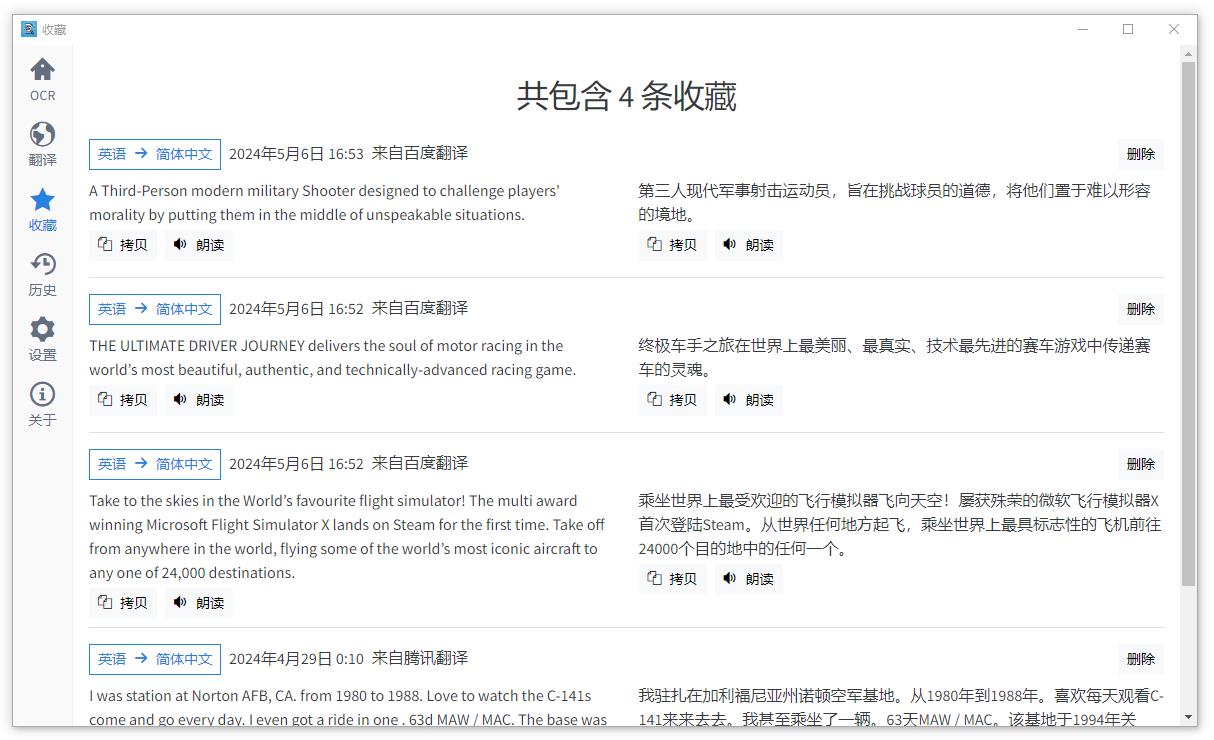 收藏
OCR
翻译
收藏
历史
设置
关于
共包含 4 条收藏
英语 → 简体中文 2024年5月6日 16:53 来自百度翻译 删除
A Third-Person modern military Shooter designed to challenge players'
morality by putting them in the middle of unspeakable situations.
拷贝 朗读
第三人现代军事射击运动员，旨在挑战球员的道德，将他们置于难以形容
的境地。
拷贝 朗读
英语 → 简体中文 2024年5月6日 16:52 来自百度翻译 删除
THE ULTIMATE DRIVER JOURNEY delivers the soul of motor racing in the
world’s most beautiful, authentic, and technically-advanced racing game.
拷贝 朗读
终极车手之旅在世界上最美丽、最真实、技术最先进的赛车游戏中传递赛
车的灵魂。
拷贝 朗读
英语 → 简体中文 2024年5月6日 16:52 来自百度翻译 删除
Take to the skies in the World’s favourite flight simulator! The multi award
winning Microsoft Flight Simulator X lands on Steam for the first time. Take off
from anywhere in the world, flying some of the world’s most iconic aircraft to
any one of 24,000 destinations.
拷贝 朗读
乘坐世界上最受欢迎的飞行模拟器飞向天空！屡获殊荣的微软飞行模拟器X
首次登陆Steam。从世界任何地方起飞，乘坐世界上最具标志性的飞机前往
24000个目的地中的任何一个。
拷贝 朗读
英语 → 简体中文 2024年4月29日 0:10 来自腾讯翻译 删除
I was station at Norton AFB, CA. from 1980 to 1988. Love to watch the C-141s
come and go every day. I even got a ride in one . 63d MAW / MAC. The base was
我驻扎在加利福尼亚州诺顿空军基地。从1980年到1988年。喜欢每天观看C-
141来来去去。我甚至乘坐了一辆。63天MAW / MAC。该基地于1994年关